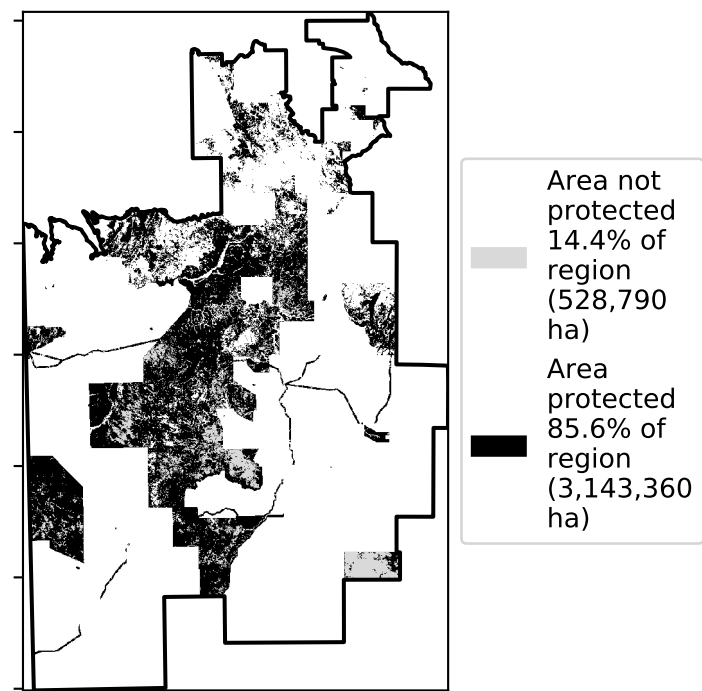 Area not
protected
14.4% of
region
(528,790
ha)
Area
protected
85.6% of
region
(3,143,360
ha)